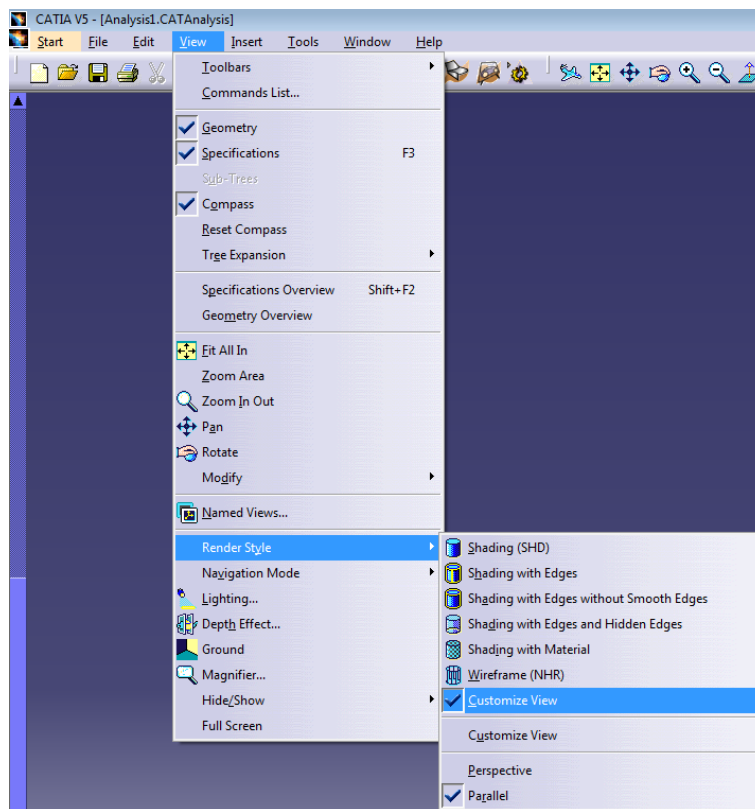 CATIA V5 - [Analysis1.CATAnalysis]
Start File Edit View Insert Tools Window Help
Toolbars
Commands List...
Geometry
Specifications F3
Sub-Trees
Compass
Reset Compass
Tree Expansion
Specifications Overview Shift+F2
Geometry Overview
Fit All In
Zoom Area
Zoom In Out
Pan
Rotate
Modify
Named Views...
Render Style
Navigation Mode
Lighting...
Depth Effect...
Ground
Magnifier...
Hide/Show
Full Screen
Shading (SHD)
Shading with Edges
Shading with Edges without Smooth Edges
Shading with Edges and Hidden Edges
Shading with Material
Wireframe (NHR)
Customize View
Customize View
Perspective
Parallel